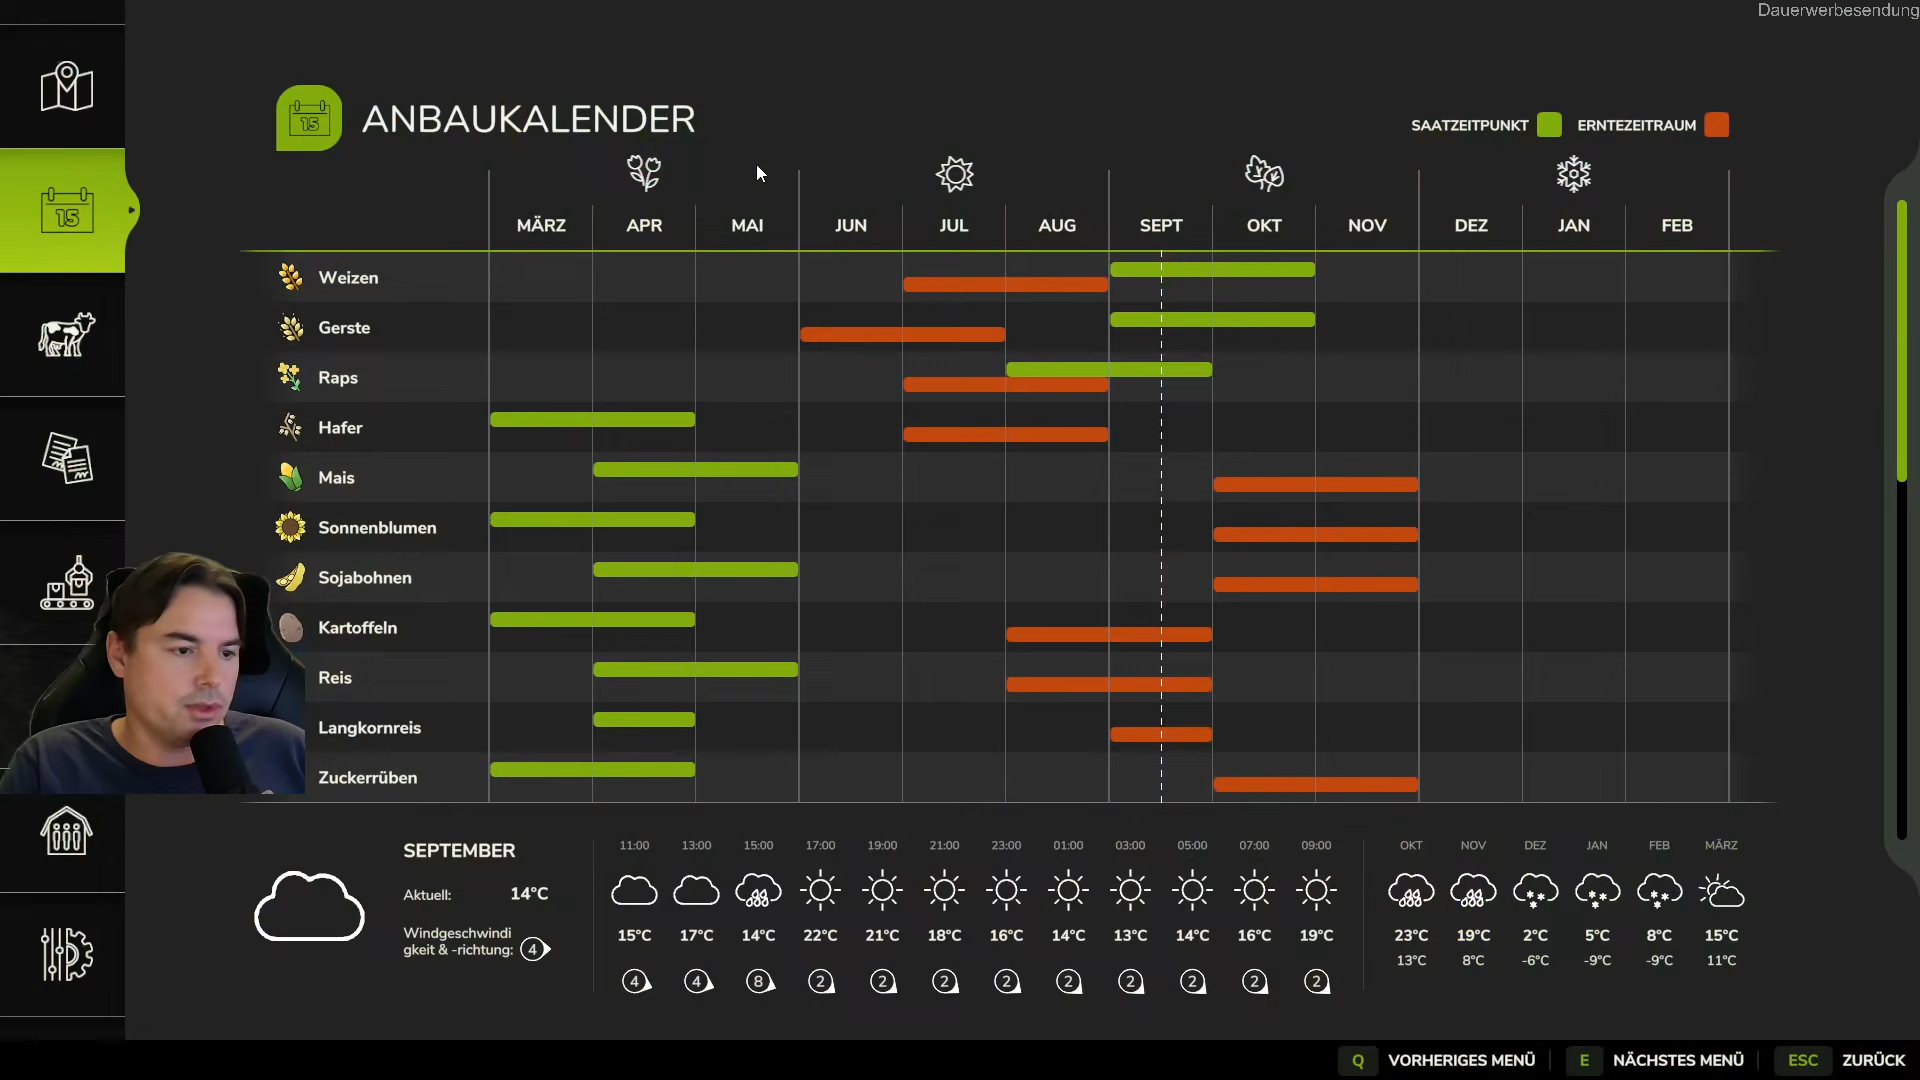 Dauerwerbesendung
15
ANBAUKALENDER
SAATZEITPUNKT ERNTEZEITRAUM
15
MÄRZ APR MAI JUN JUL AUG SEPT OKT NOV DEZ JAN FEB
Weizen
Gerste
Raps
Hafer
Mais
Sonnenblumen
Sojabohnen
Kartoffeln
Reis
Langkornreis
Zuckerrüben
SEPTEMBER
Aktuell: 14°C
Windgeschwindi
gkeit & -richtung: 4
11:00 13:00 15:00 17:00 19:00 21:00 23:00 01:00 03:00 05:00 07:00 09:00
15°C 17°C 14°C 22°C 21°C 18°C 16°C 14°C 13°C 14°C 16°C 19°C
4 4 8 2 2 2 2 2 2 2 2 2
OKT NOV DEZ JAN FEB MÄRZ
23°C 19°C 2°C 5°C 8°C 15°C
13°C 8°C -6°C -9°C -9°C 11°C
Q VORHERIGES MENÜ E NÄCHSTES MENÜ ESC ZURÜCK